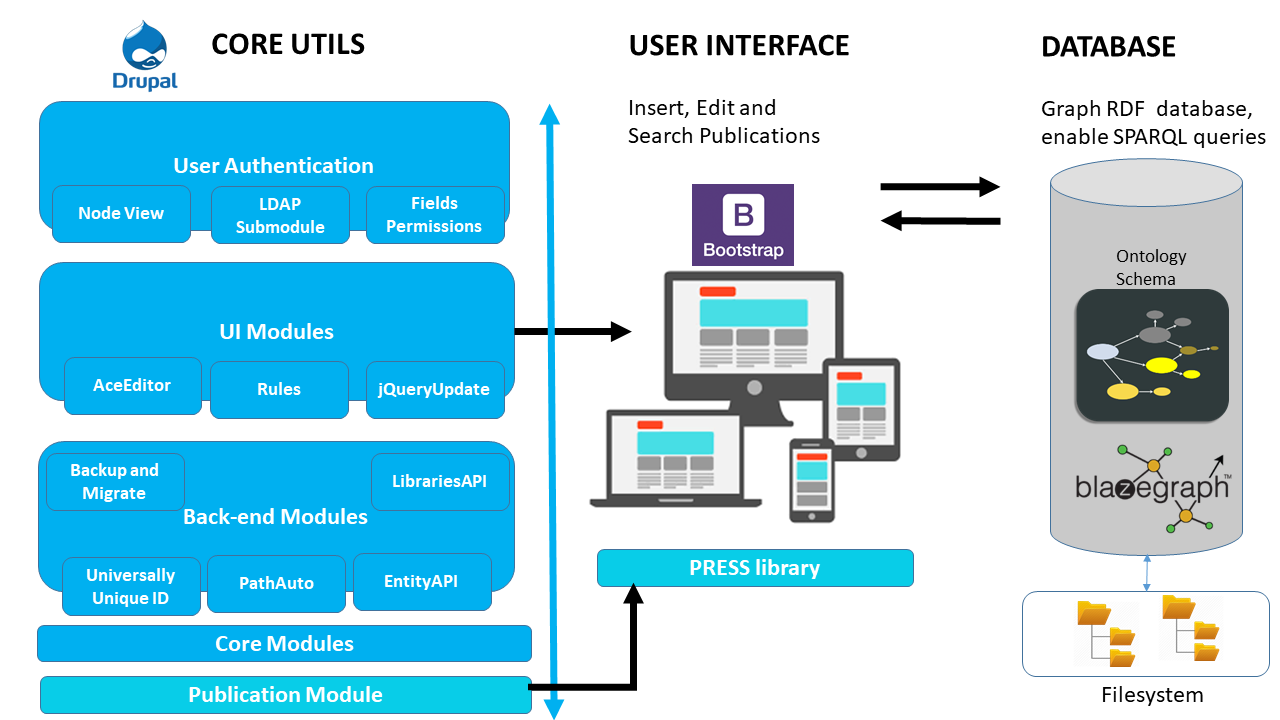 CORE UTILS
Drupal
User Authentication
Node View
LDAP
Submodule
Fields
Permissions
UI Modules
AceEditor
Rules
jQueryUpdate
Backup and
Migrate
LibrariesAPI
Back-end Modules
Universally
Unique ID
PathAuto
EntityAPI
Core Modules
Publication Module
USER INTERFACE
Insert, Edit and
Search Publications
B
Bootstrap
PRESS library
DATABASE
Graph RDF database,
enable SPARQL queries
Ontology
Schema
blazegraph™
Filesystem